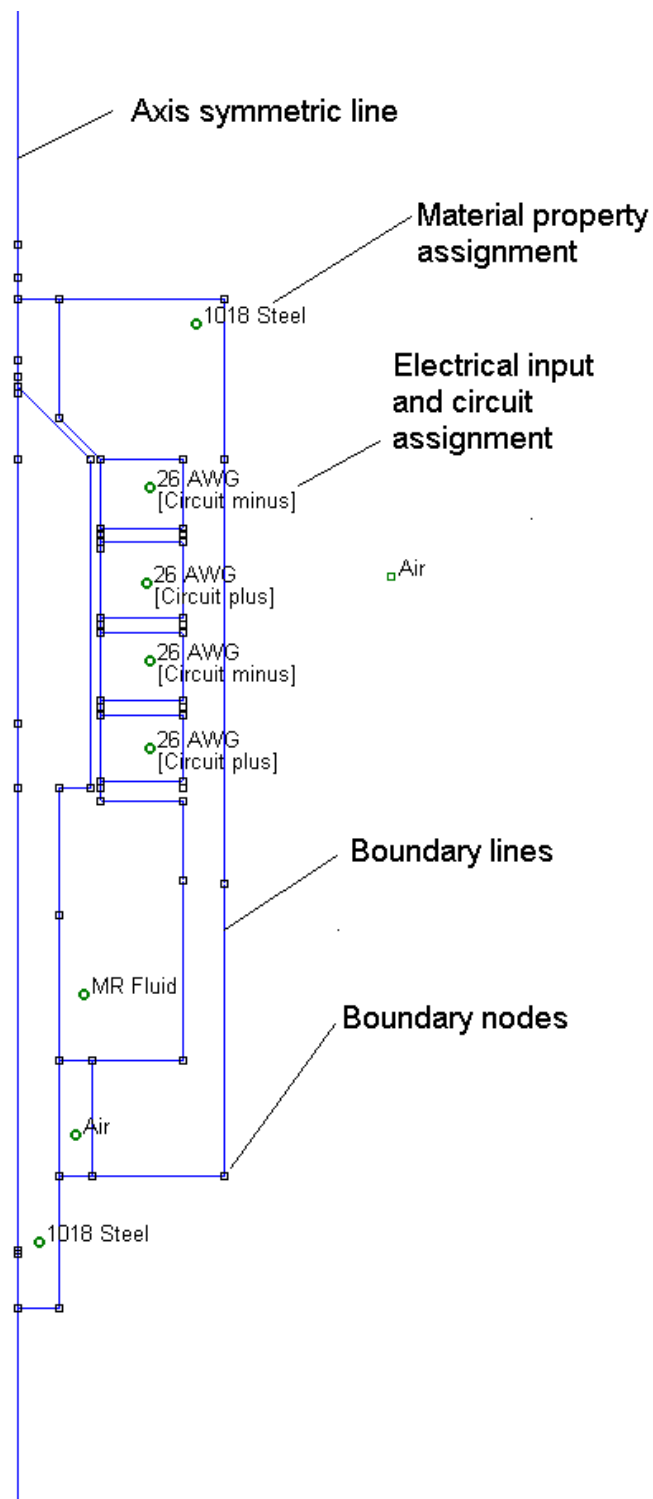 Axis symmetric line
Material property
assignment
1018 Steel
Electrical input
and circuit
assignment
26 AWG
[Circuit minus]
Air
26 AWG
[Circuit plus]
26 AWG
[Circuit minus]
26 AWG
[Circuit plus]
Boundary lines
MR Fluid
Boundary nodes
Air
1018 Steel